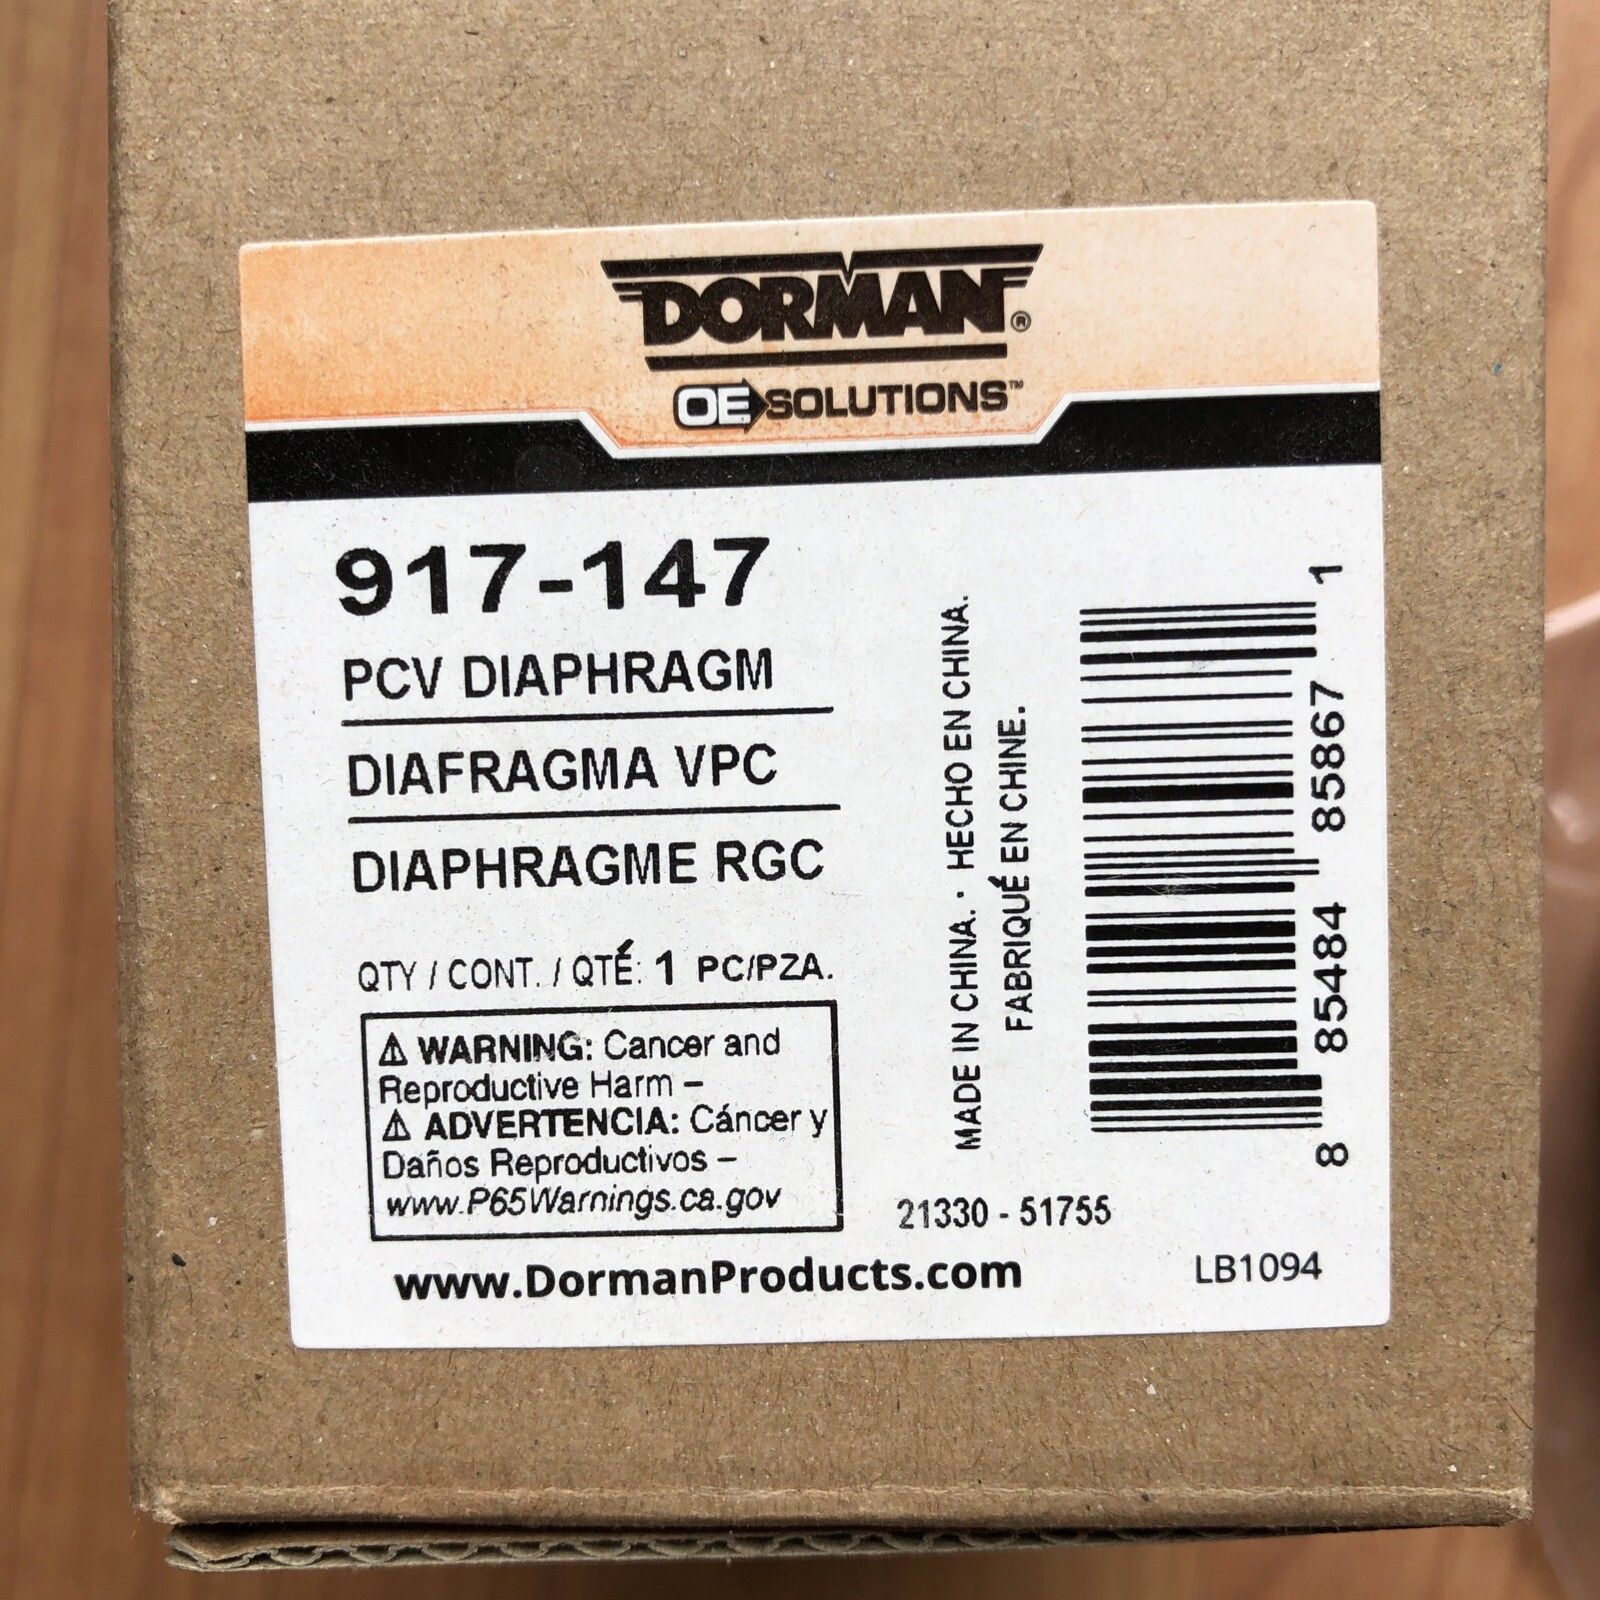 DORMAN®
OE SOLUTIONS™
917-147
PCV DIAPHRAGM
DIAFRAGMA VPC
DIAPHRAGME RGC
QTY / CONT. / QTÉ: 1 PC/PZA.
⚠ WARNING: Cancer and
Reproductive Harm –
⚠ ADVERTENCIA: Cáncer y
Daños Reproductivos –
www.P65Warnings.ca.gov
www.DormanProducts.com
MADE IN CHINA. · HECHO EN CHINA.
FABRIQUÉ EN CHINE.
8 85484 85867 1
21330 - 51755
LB1094